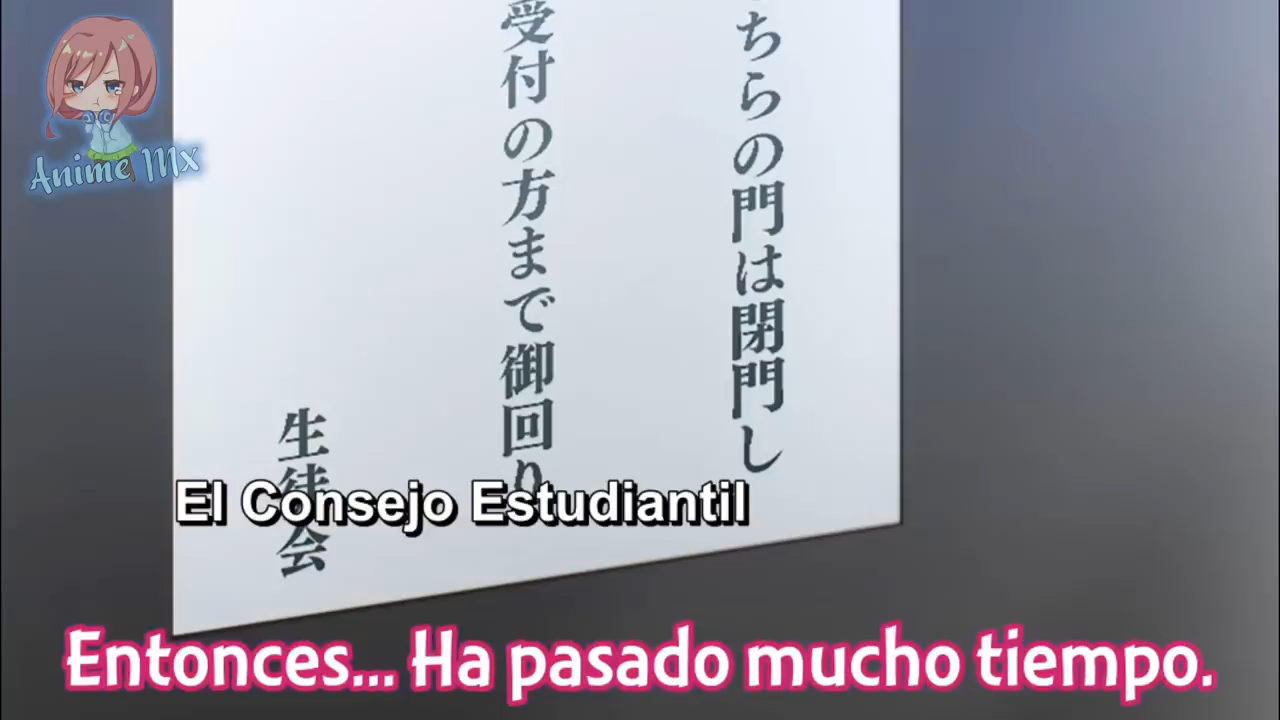 Anime Mx
ちらの門は閉門し
受付の方まで御回り
生徒会
El Consejo Estudiantil
Entonces... Ha pasado mucho tiempo.